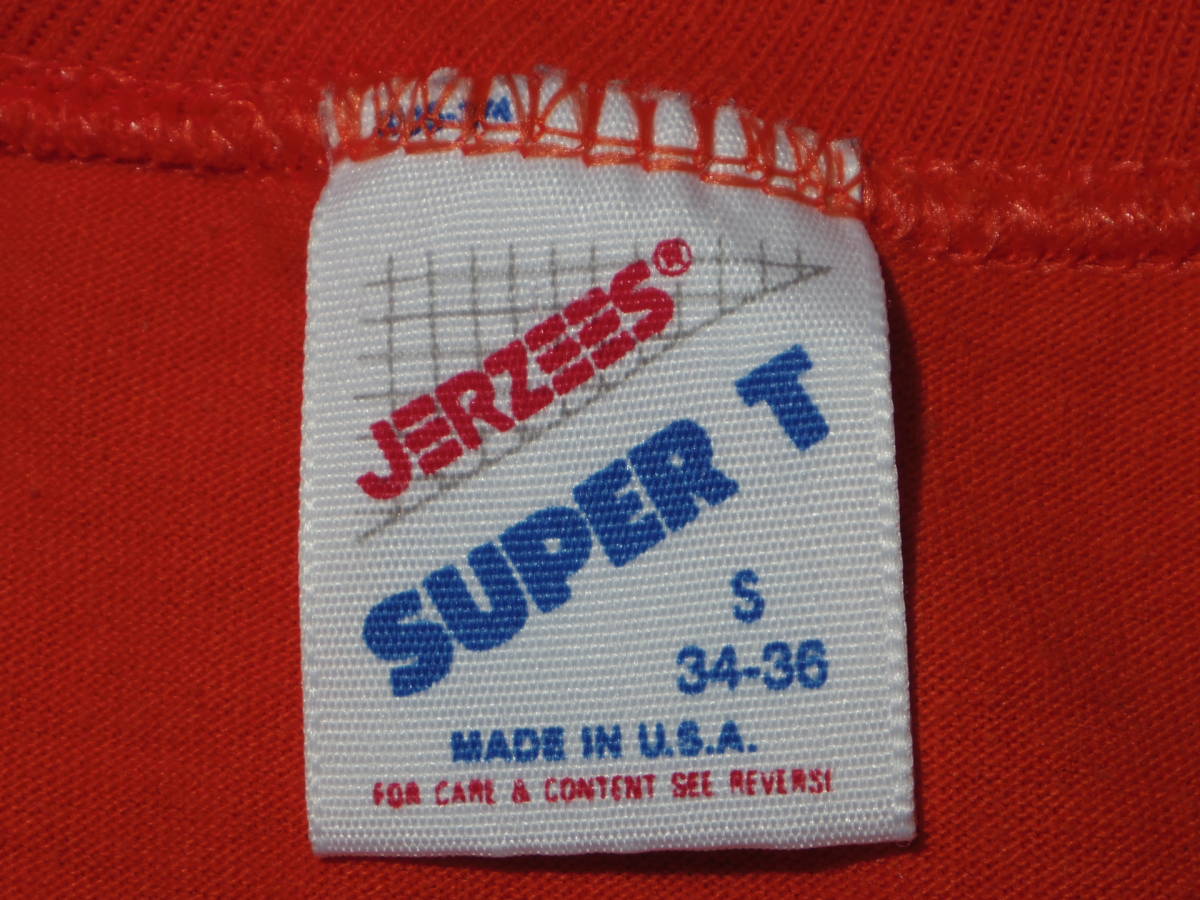 JERZEES®
SUPER T
S
34-36
MADE IN U.S.A.
FOR CARE & CONTENT SEE REVERSE